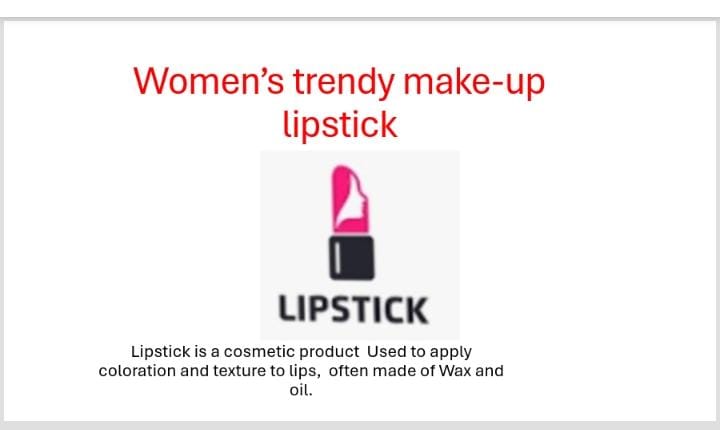 Women’s trendy make-up
lipstick
LIPSTICK
Lipstick is a cosmetic product  Used to apply
coloration and texture to lips,  often made of Wax and
oil.